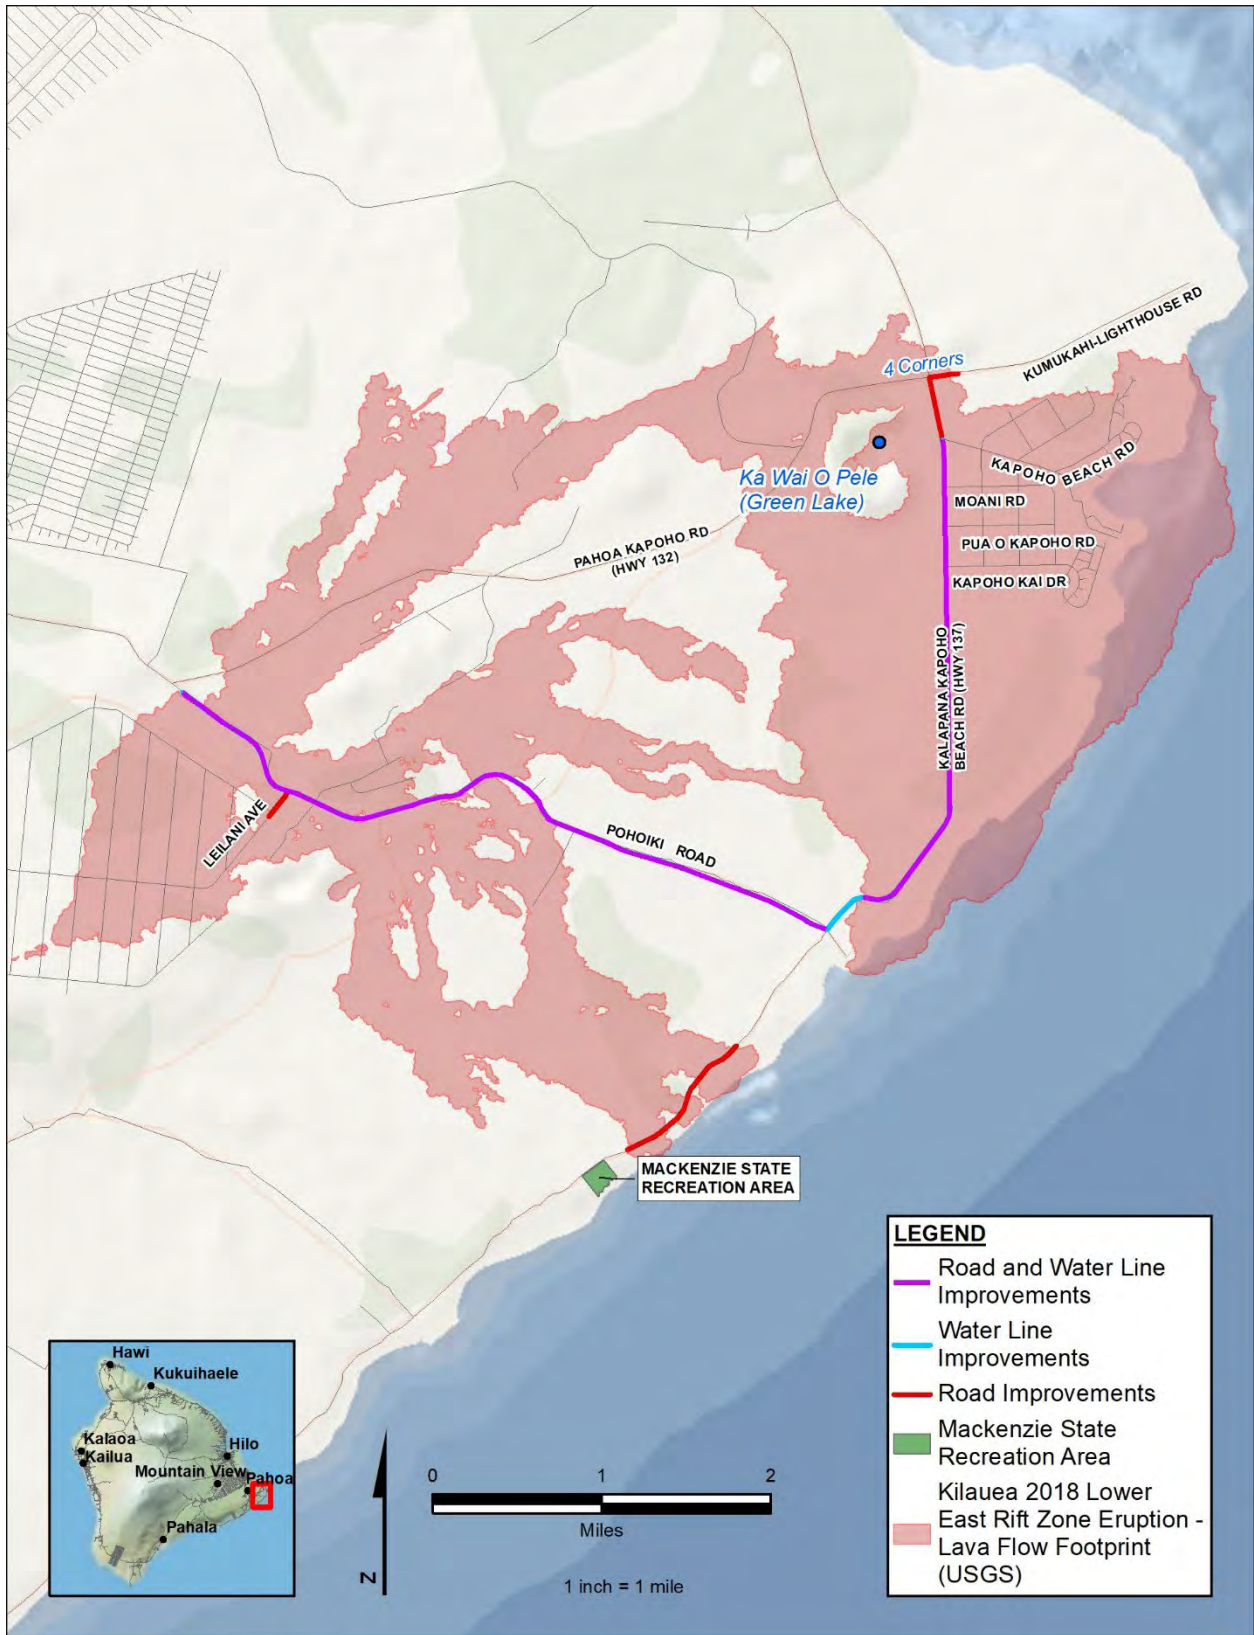 4 Corners
KUMUKAHI-LIGHTHOUSE RD
Ka Wai O Pele
(Green Lake)
KAPOHO BEACH RD
MOANI RD
PUA O KAPOHO RD
KAPOHO KAI DR
PAHOA KAPOHO RD
(HWY 132)
KALAPANA KAPOHO
BEACH RD (HWY 137)
LEILANI AVE
POHOIKI ROAD
MACKENZIE STATE
RECREATION AREA
LEGEND
Road and Water Line
Improvements
Water Line
Improvements
Road Improvements
Mackenzie State
Recreation Area
Kilauea 2018 Lower
East Rift Zone Eruption -
Lava Flow Footprint
(USGS)
Hawi
Kukuihaele
Kalaoa
Kailua
Hilo
Mountain View
Pahoa
Pahala
N
0 1 2
Miles
1 inch = 1 mile